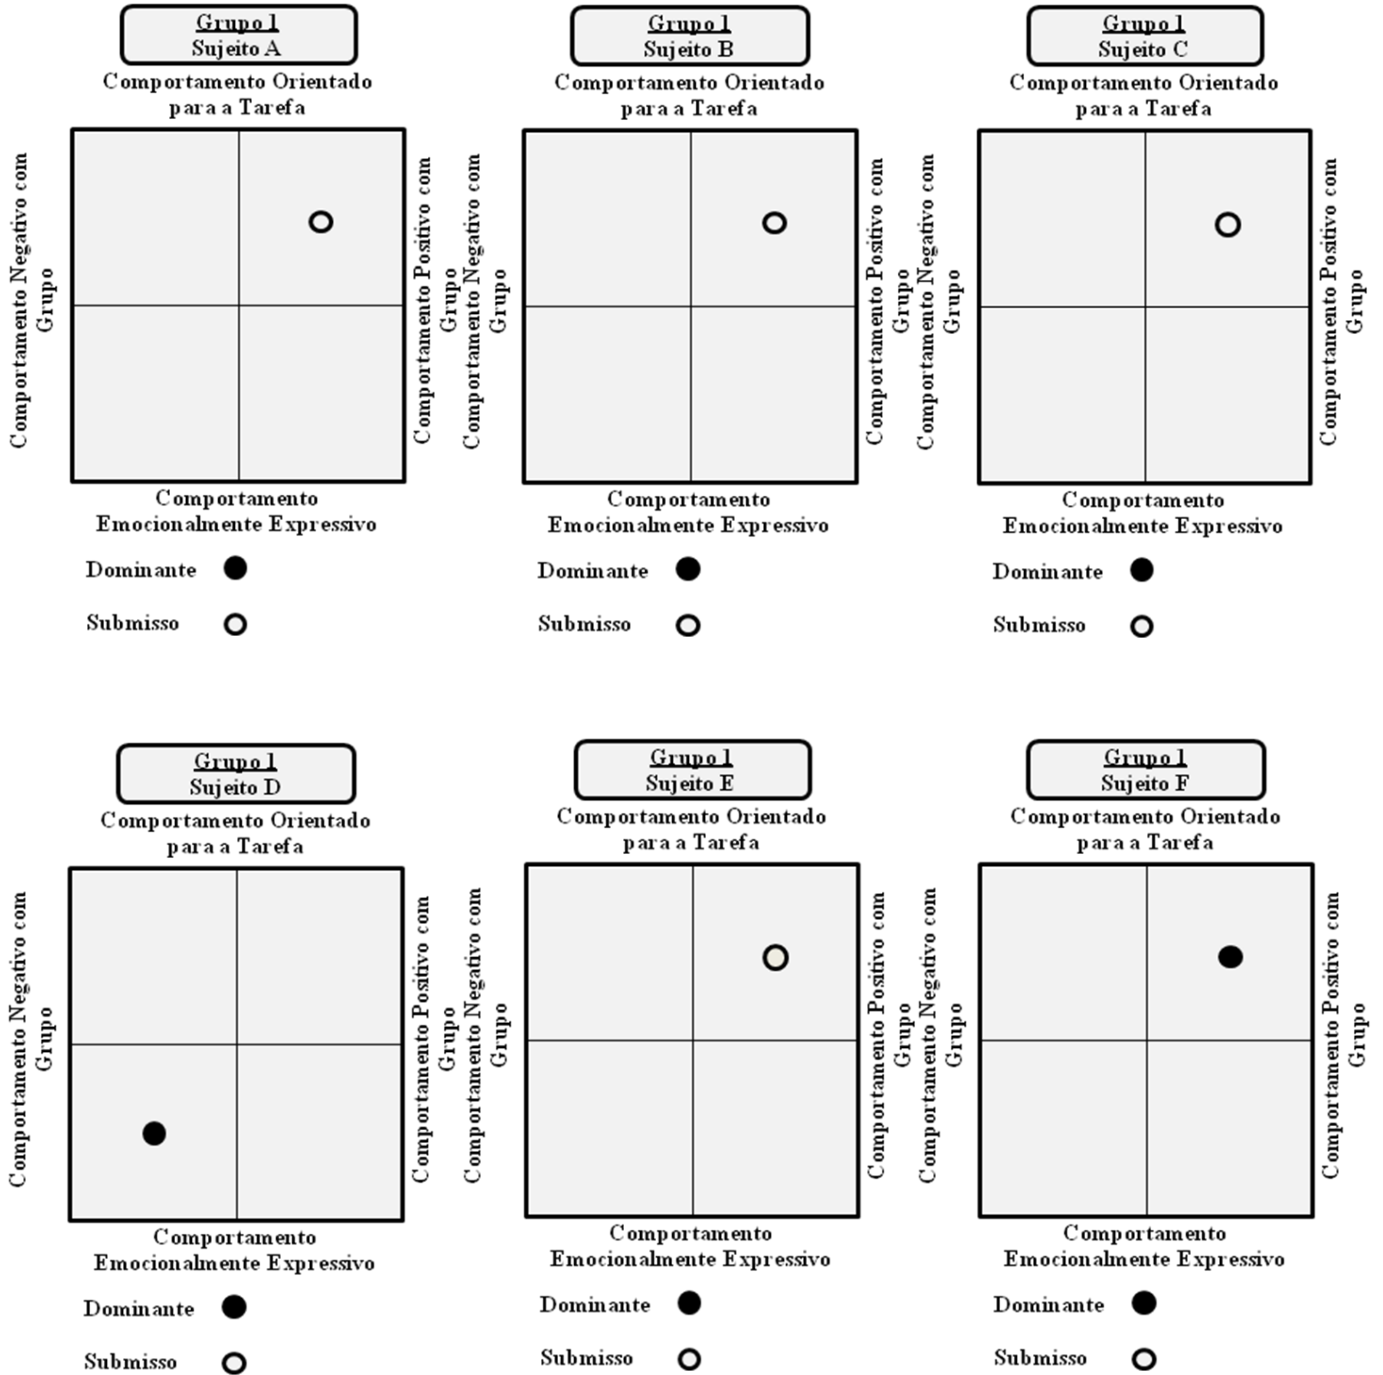 Grupo 1
Sujeito A
Comportamento Orientado
para a Tarefa
Comportamento Negativo com
Grupo
Comportamento Positivo com
Grupo
Comportamento
Emocionalmente Expressivo
Dominante
Submisso
Grupo 1
Sujeito B
Comportamento Orientado
para a Tarefa
Comportamento Negativo com
Grupo
Comportamento Positivo com
Grupo
Comportamento
Emocionalmente Expressivo
Dominante
Submisso
Grupo 1
Sujeito C
Comportamento Orientado
para a Tarefa
Comportamento Negativo com
Grupo
Comportamento Positivo com
Grupo
Comportamento
Emocionalmente Expressivo
Dominante
Submisso
Grupo 1
Sujeito D
Comportamento Orientado
para a Tarefa
Comportamento Negativo com
Grupo
Comportamento Positivo com
Grupo
Comportamento
Emocionalmente Expressivo
Dominante
Submisso
Grupo 1
Sujeito E
Comportamento Orientado
para a Tarefa
Comportamento Negativo com
Grupo
Comportamento Positivo com
Grupo
Comportamento
Emocionalmente Expressivo
Dominante
Submisso
Grupo 1
Sujeito F
Comportamento Orientado
para a Tarefa
Comportamento Negativo com
Grupo
Comportamento Positivo com
Grupo
Comportamento
Emocionalmente Expressivo
Dominante
Submisso